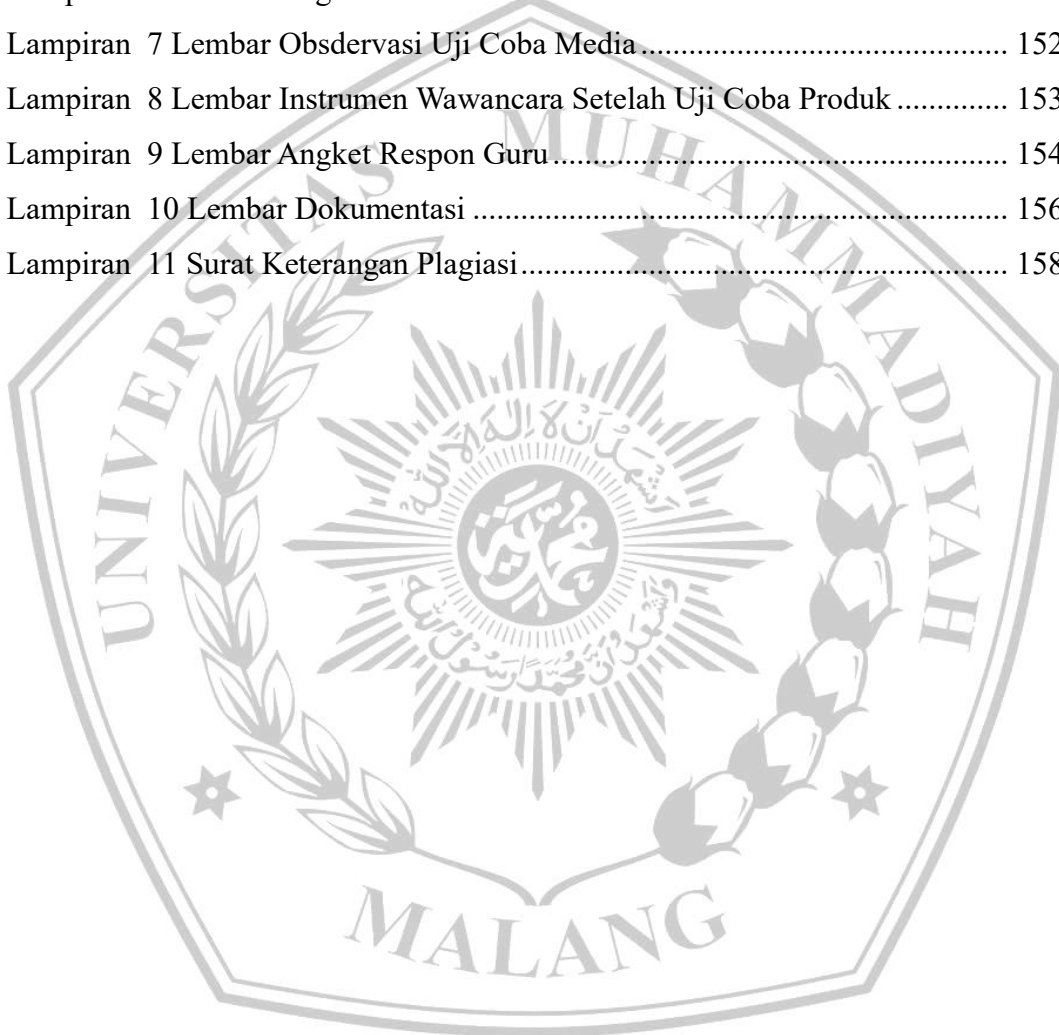 Lampiran 7 Lembar Obsdervasi Uji Coba Media ................................................ 152
Lampiran 8 Lembar Instrumen Wawancara Setelah Uji Coba Produk .............. 153
Lampiran 9 Lembar Angket Respon Guru ............................................................ 154
Lampiran 10 Lembar Dokumentasi ...................................................................... 156
Lampiran 11 Surat Keterangan Plagiasi ................................................................ 158
UNIVERSITAS MUHAMMADIYAH
MALANG